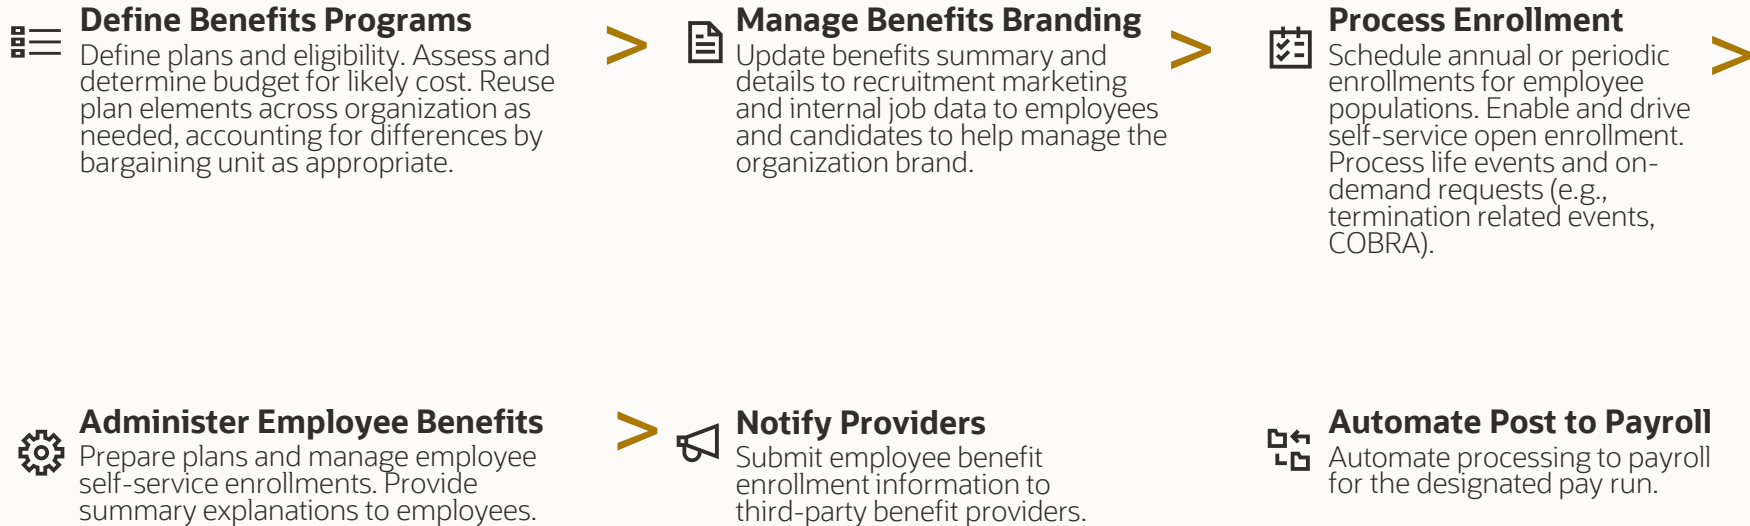 Define Benefits Programs
Define plans and eligibility. Assess and
determine budget for likely cost. Reuse
plan elements across organization as
needed, accounting for differences by
bargaining unit as appropriate.
>
Manage Benefits Branding
Update benefits summary and
details to recruitment marketing
and internal job data to employees
and candidates to help manage the
organization brand.
>
Process Enrollment
Schedule annual or periodic
enrollments for employee
populations. Enable and drive
self-service open enrollment.
Process life events and on-
demand requests (e.g.,
termination related events,
COBRA).
>
Administer Employee Benefits
Prepare plans and manage employee
self-service enrollments. Provide
summary explanations to employees.
>
Notify Providers
Submit employee benefit
enrollment information to
third-party benefit providers.
Automate Post to Payroll
Automate processing to payroll
for the designated pay run.